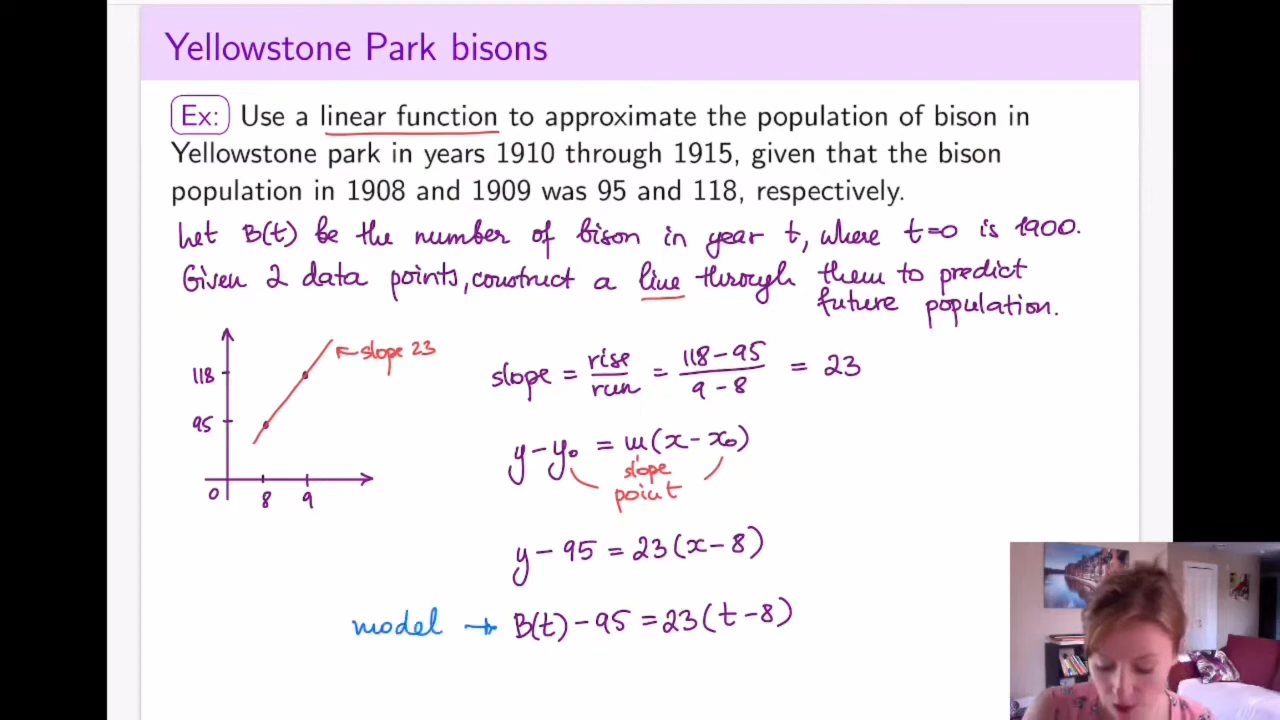 Yellowstone Park bisons
Ex: Use a linear function to approximate the population of bison in
Yellowstone park in years 1910 through 1915, given that the bison
population in 1908 and 1909 was 95 and 118, respectively.
Let B(t) be the number of bison in year t, where t=0 is 1900.
Given 2 data points, construct a line through them to predict
future population.
118
95
0
8
9
←slope 23
slope = rise/run = (118-95)/(9-8) = 23
y-y₀ = m(x-x₀)
slope
point
y-95 = 23(x-8)
model → B(t)-95 = 23(t-8)